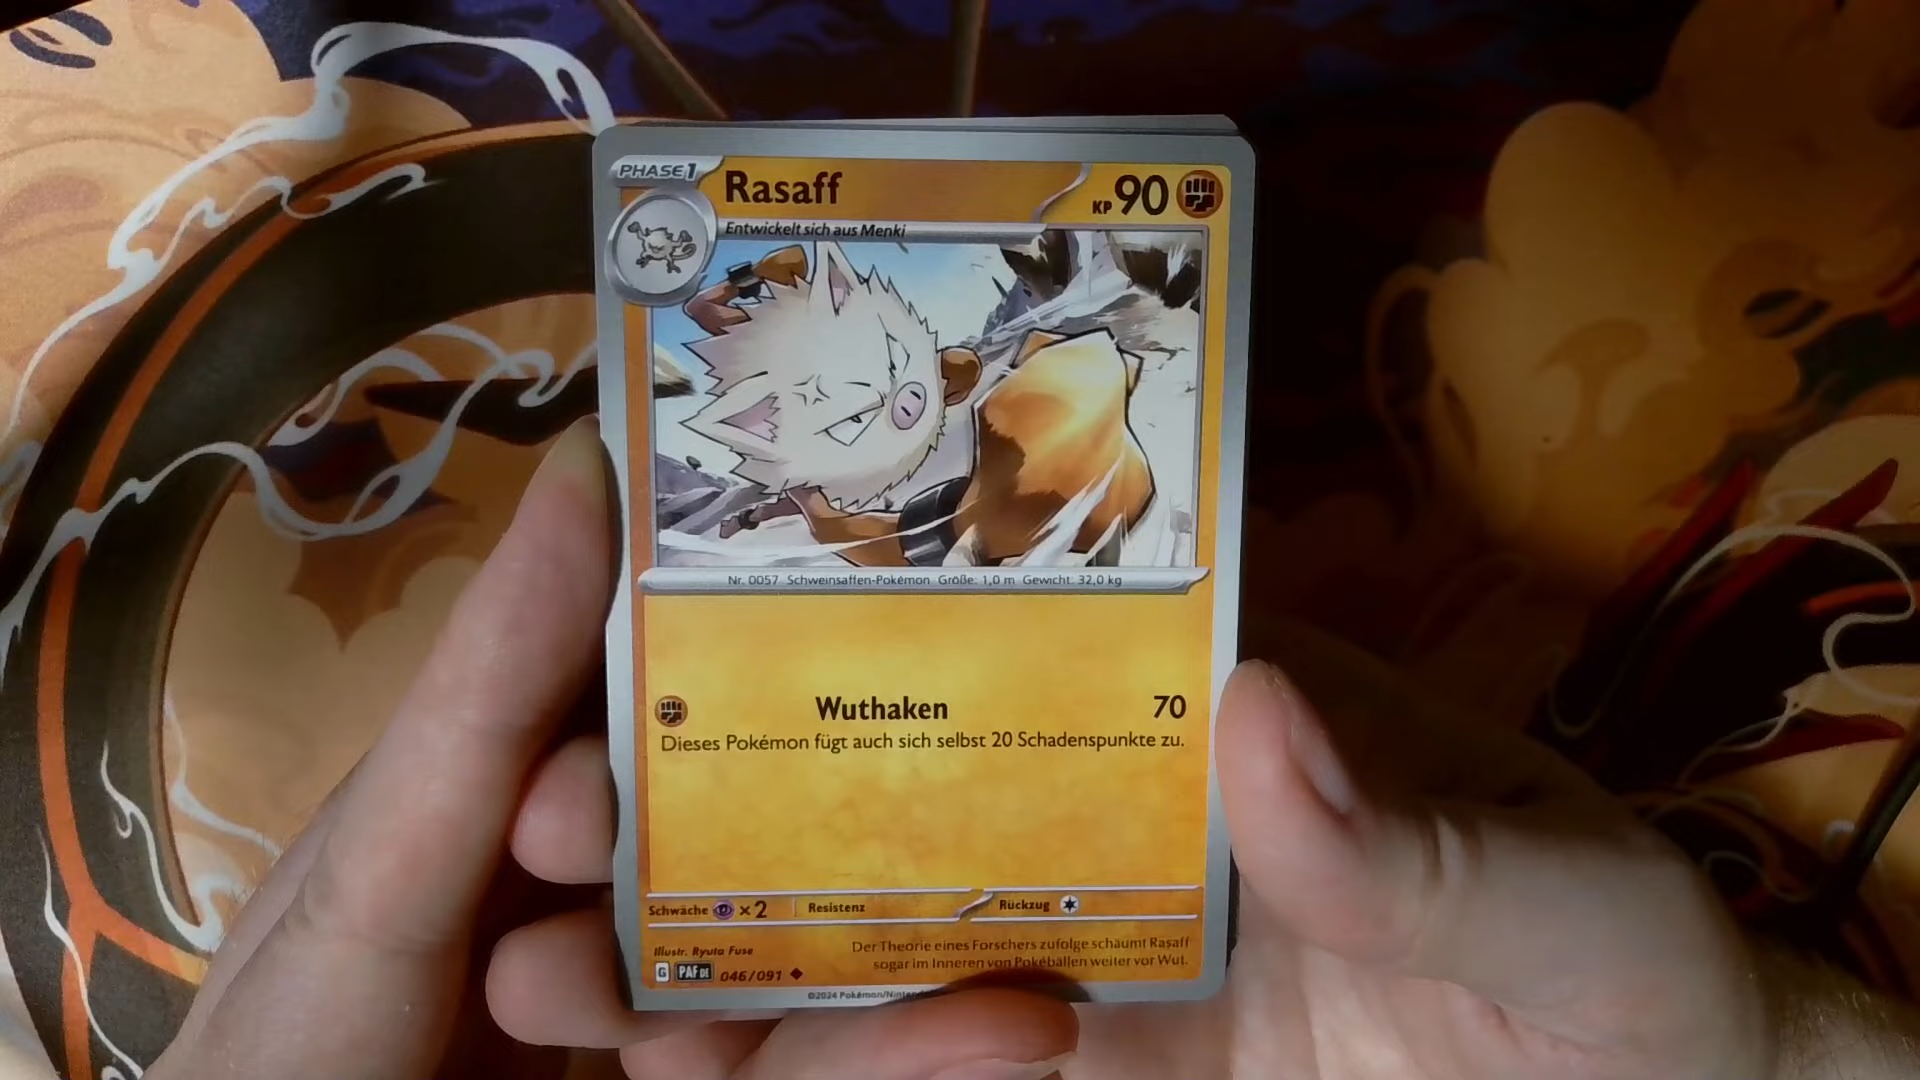 PHASE 1
Rasaff
KP 90
Entwickelt sich aus Menki
Nr. 0057 Schweinsaffen-Pokémon Größe: 1,0 m Gewicht: 32,0 kg
Wuthaken 70
Dieses Pokémon fügt auch sich selbst 20 Schadenspunkte zu.
Schwäche ×2 Resistenz Rückzug
Illustr. Ryuta Fuse
Der Theorie eines Forschers zufolge schäumt Rasaff
sogar im Inneren von Pokébällen weiter vor Wut.
G PAF DE 046/091
©2024 Pokémon/Nintendo